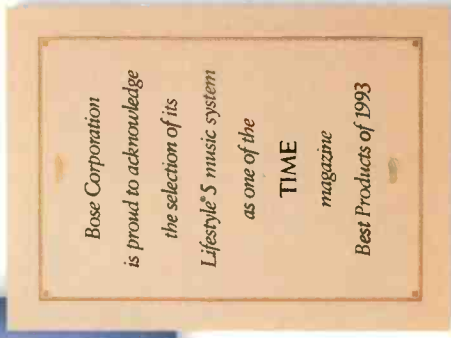 Bose Corporation
is proud to acknowledge
the selection of its
Lifestyle® 5 music system
as one of the
TIME
magazine
Best Products of 1993